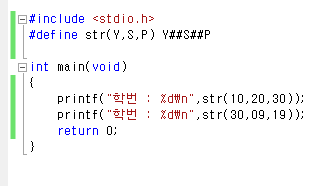 #include <stdio.h>
#define str(Y,S,P) Y##S##P
int main(void)
{
printf("학번 : %d₩n",str(10,20,30));
printf("학번 : %d₩n",str(30,09,19));
return 0;
}